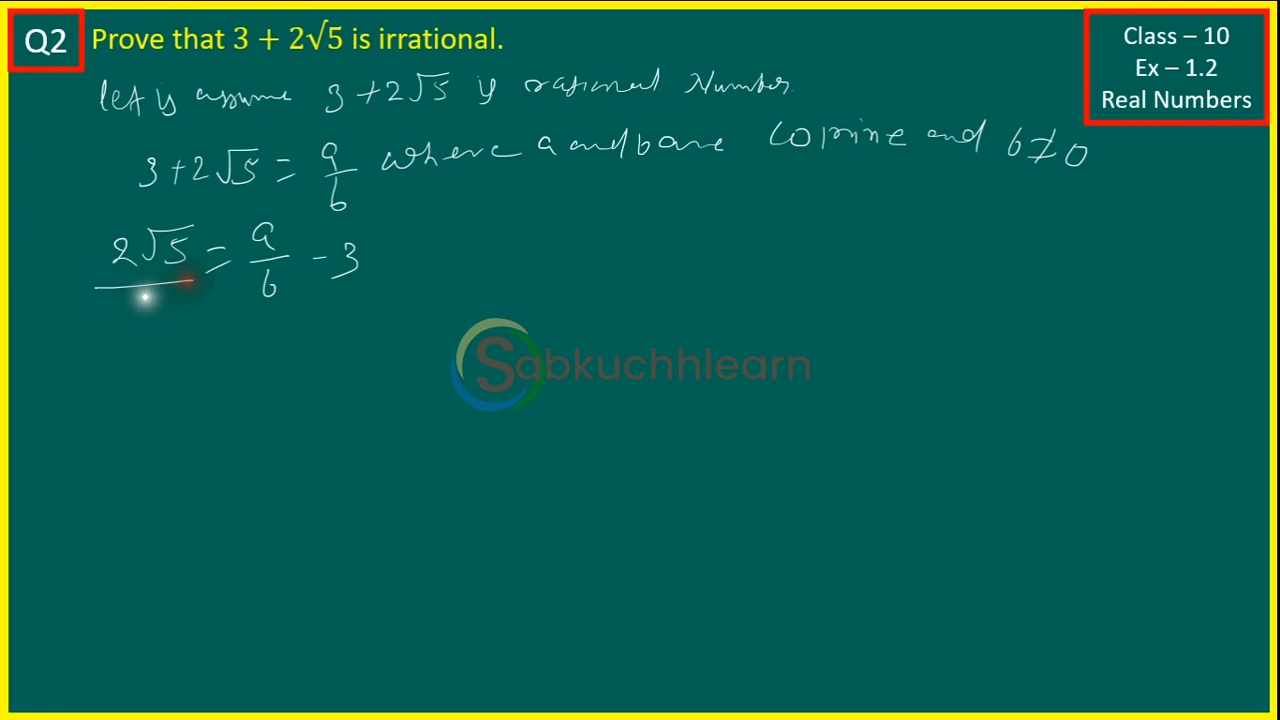 Q2 Prove that 3 + 2√5 is irrational.
Class – 10
Ex – 1.2
Real Numbers
let is assume 3+2√5 is rational Number.
3+2√5 = a/b where a and b are coprime and b≠0
2√5 = a/b - 3
Sabkuchhlearn